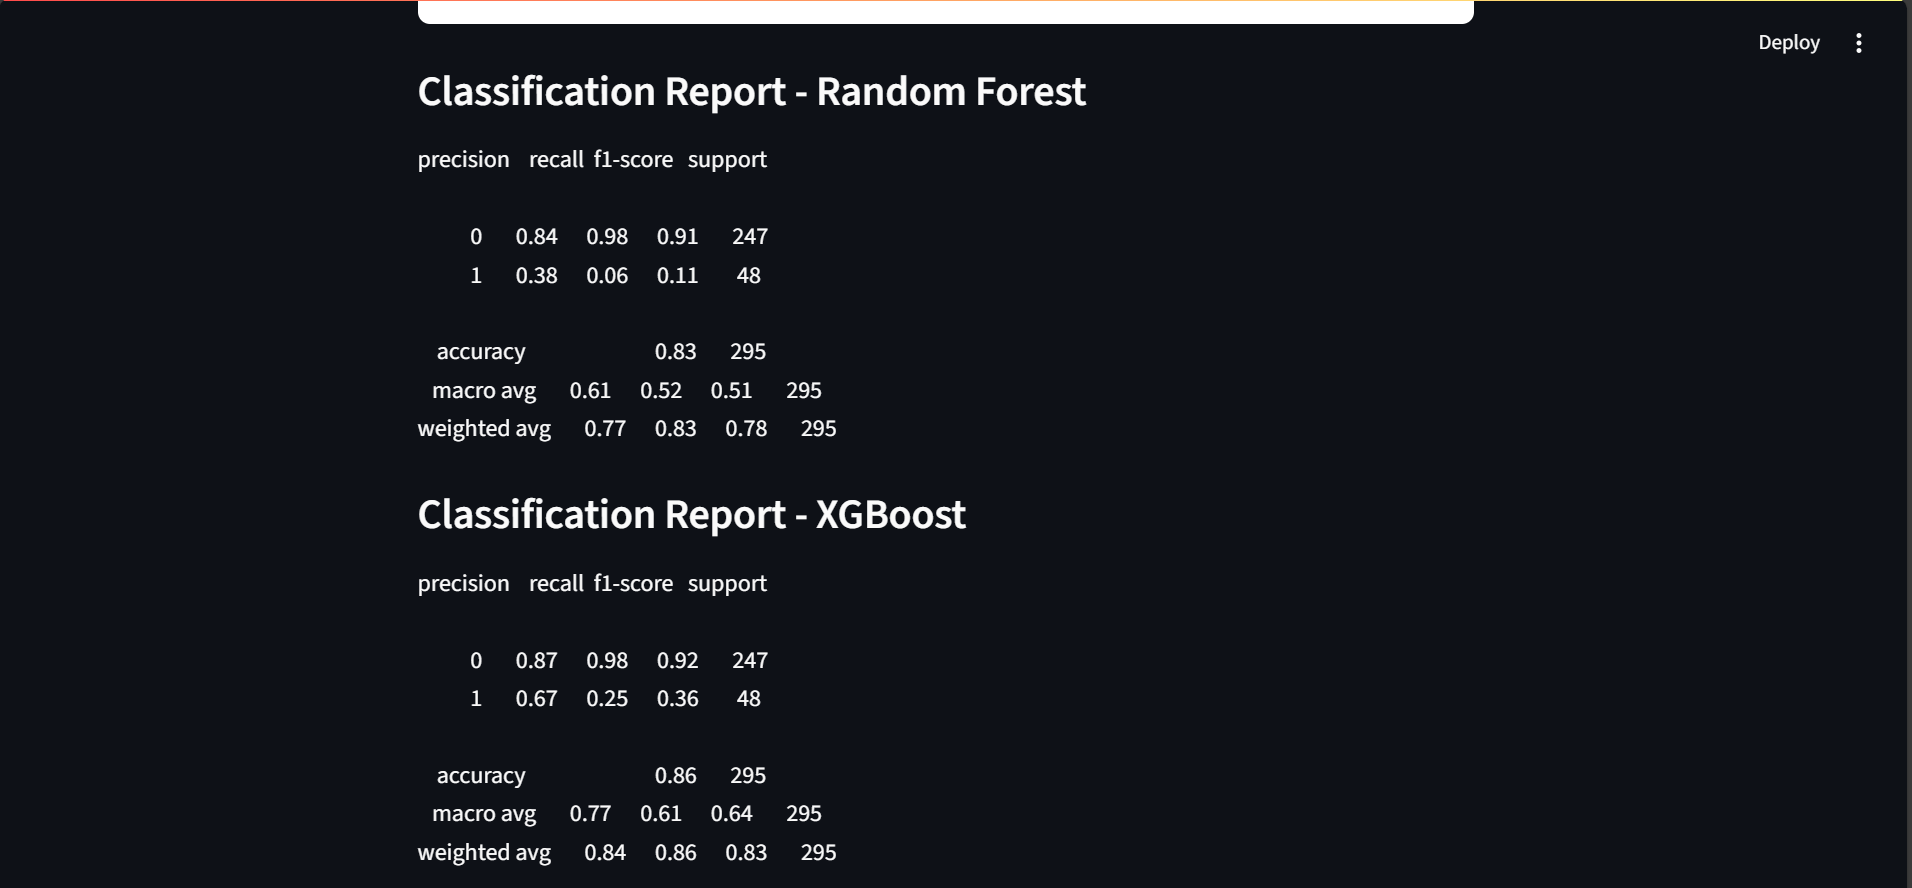 Deploy
Classification Report - Random Forest
precision recall f1-score support
0 0.84 0.98 0.91 247
1 0.38 0.06 0.11 48
accuracy 0.83 295
macro avg 0.61 0.52 0.51 295
weighted avg 0.77 0.83 0.78 295
Classification Report - XGBoost
precision recall f1-score support
0 0.87 0.98 0.92 247
1 0.67 0.25 0.36 48
accuracy 0.86 295
macro avg 0.77 0.61 0.64 295
weighted avg 0.84 0.86 0.83 295